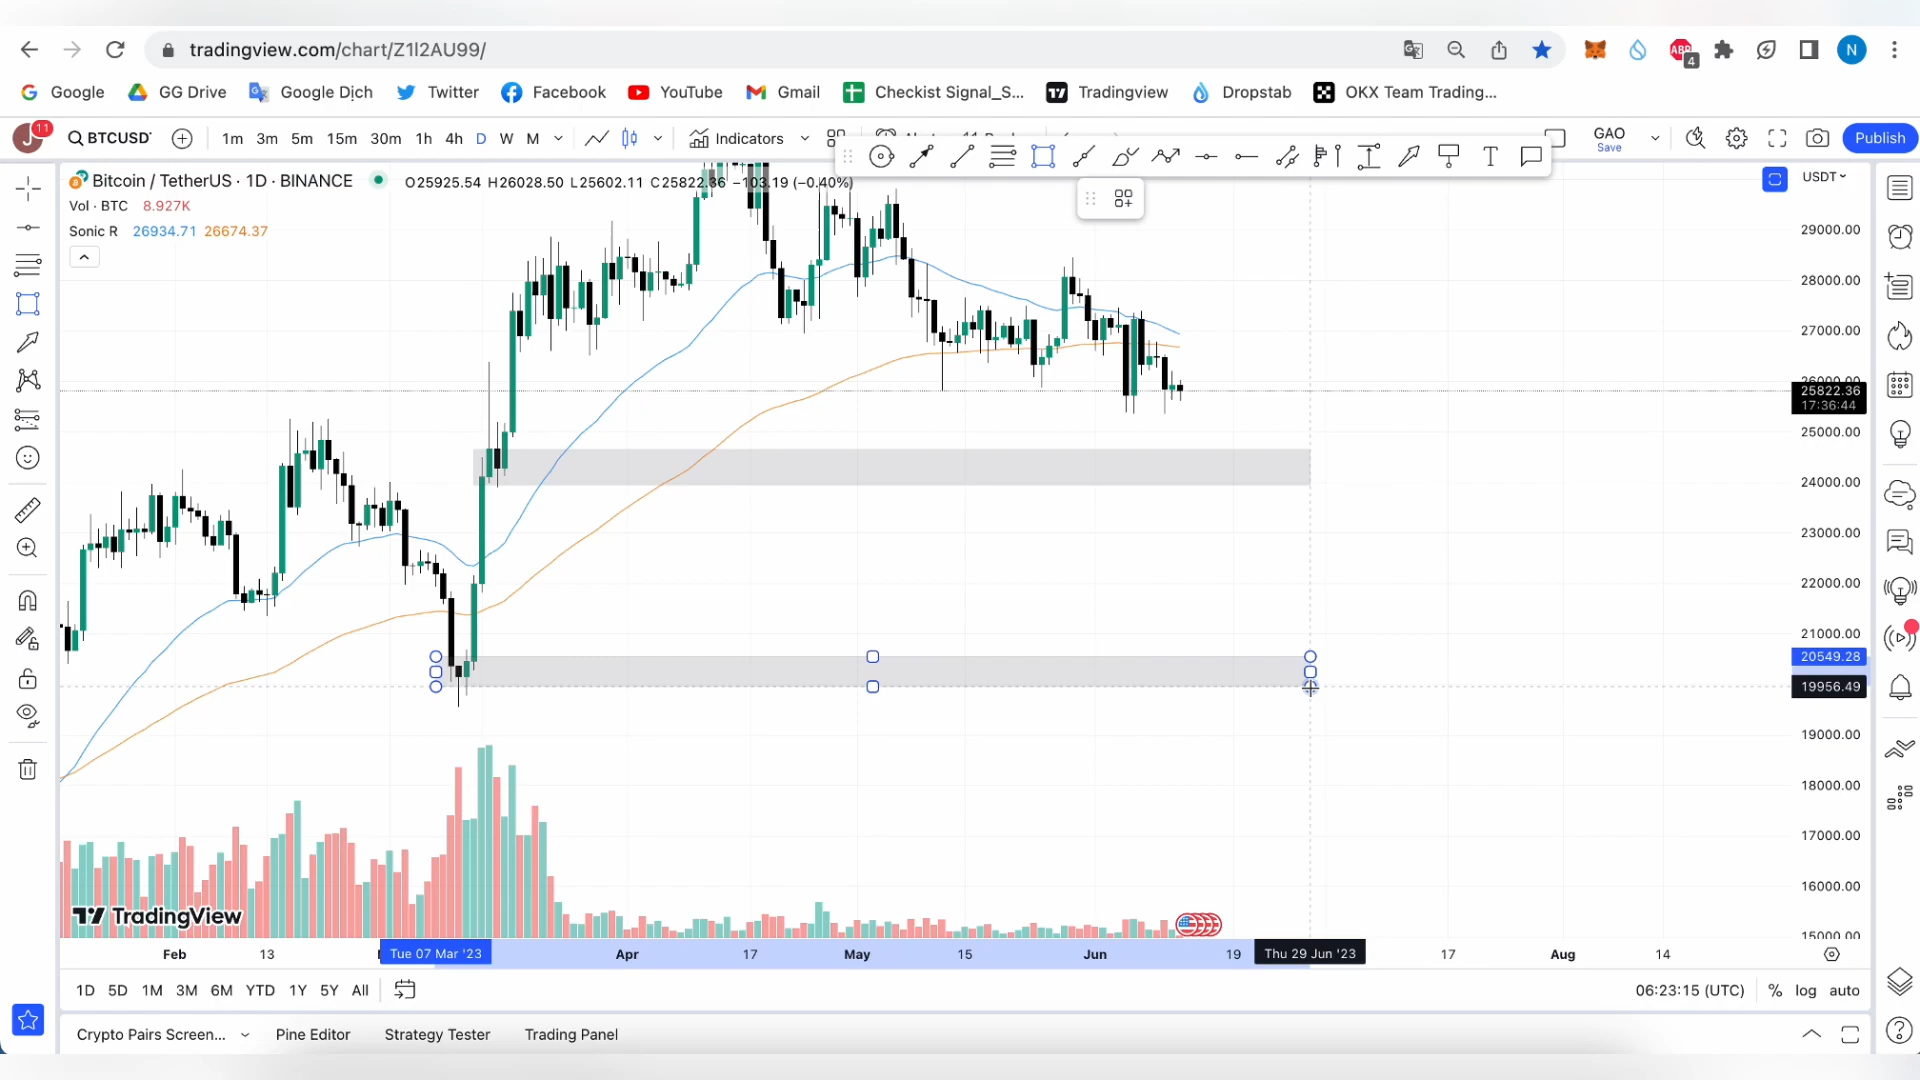 tradingview.com/chart/Z1l2AU99/
4
N
Google
GG Drive
Google Dịch
Twitter
Facebook
YouTube
Gmail
Checkist Signal_S...
Tradingview
Dropstab
OKX Team Trading...
J
11
BTCUSD
1m
3m
5m
15m
30m
1h
4h
D
W
M
Indicators
GAO
Save
Publish
Bitcoin / TetherUS · 1D · BINANCE
O25925.54 H26028.50 L25602.11 C25822.36 −103.19 (−0.40%)
USDT
Vol · BTC 8.927K
Sonic R 26934.71 26674.37
29000.00
28000.00
27000.00
26000.00
25822.36
17:36:44
25000.00
24000.00
23000.00
22000.00
21000.00
20549.28
19956.49
19000.00
18000.00
17000.00
16000.00
15000.00
TradingView
Feb
13
Tue 07 Mar '23
Apr
17
May
15
Jun
19
Thu 29 Jun '23
17
Aug
14
1D
5D
1M
3M
6M
YTD
1Y
5Y
All
06:23:15 (UTC)
%
log
auto
Crypto Pairs Screen...
Pine Editor
Strategy Tester
Trading Panel